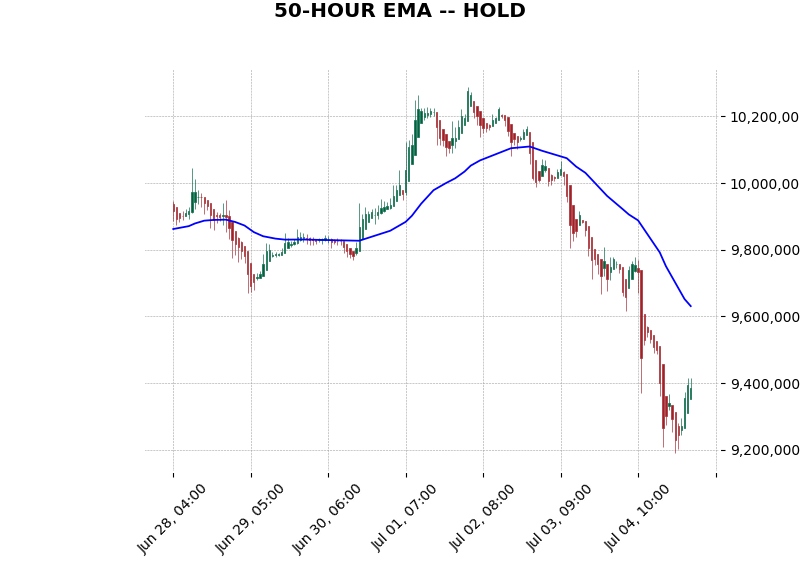 50-HOUR EMA -- HOLD
10,200,00
10,000,00
9,800,000
9,600,000
9,400,000
9,200,000
Jun 28, 04:00
Jun 29, 05:00
Jun 30, 06:00
Jul 01, 07:00
Jul 02, 08:00
Jul 03, 09:00
Jul 04, 10:00